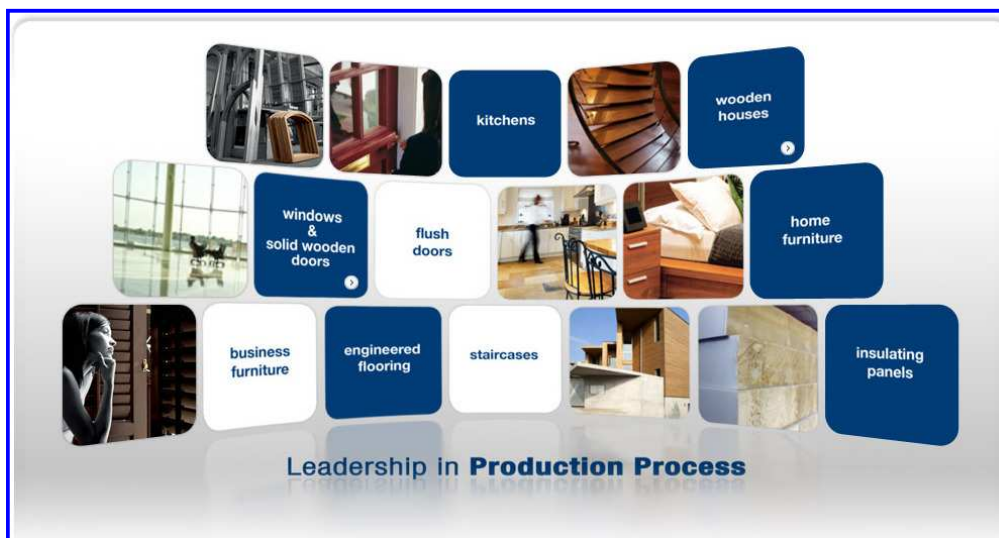 kitchens
wooden
houses
windows
&
solid wooden
doors
flush
doors
home
furniture
business
furniture
engineered
flooring
staircases
insulating
panels
Leadership in Production Process